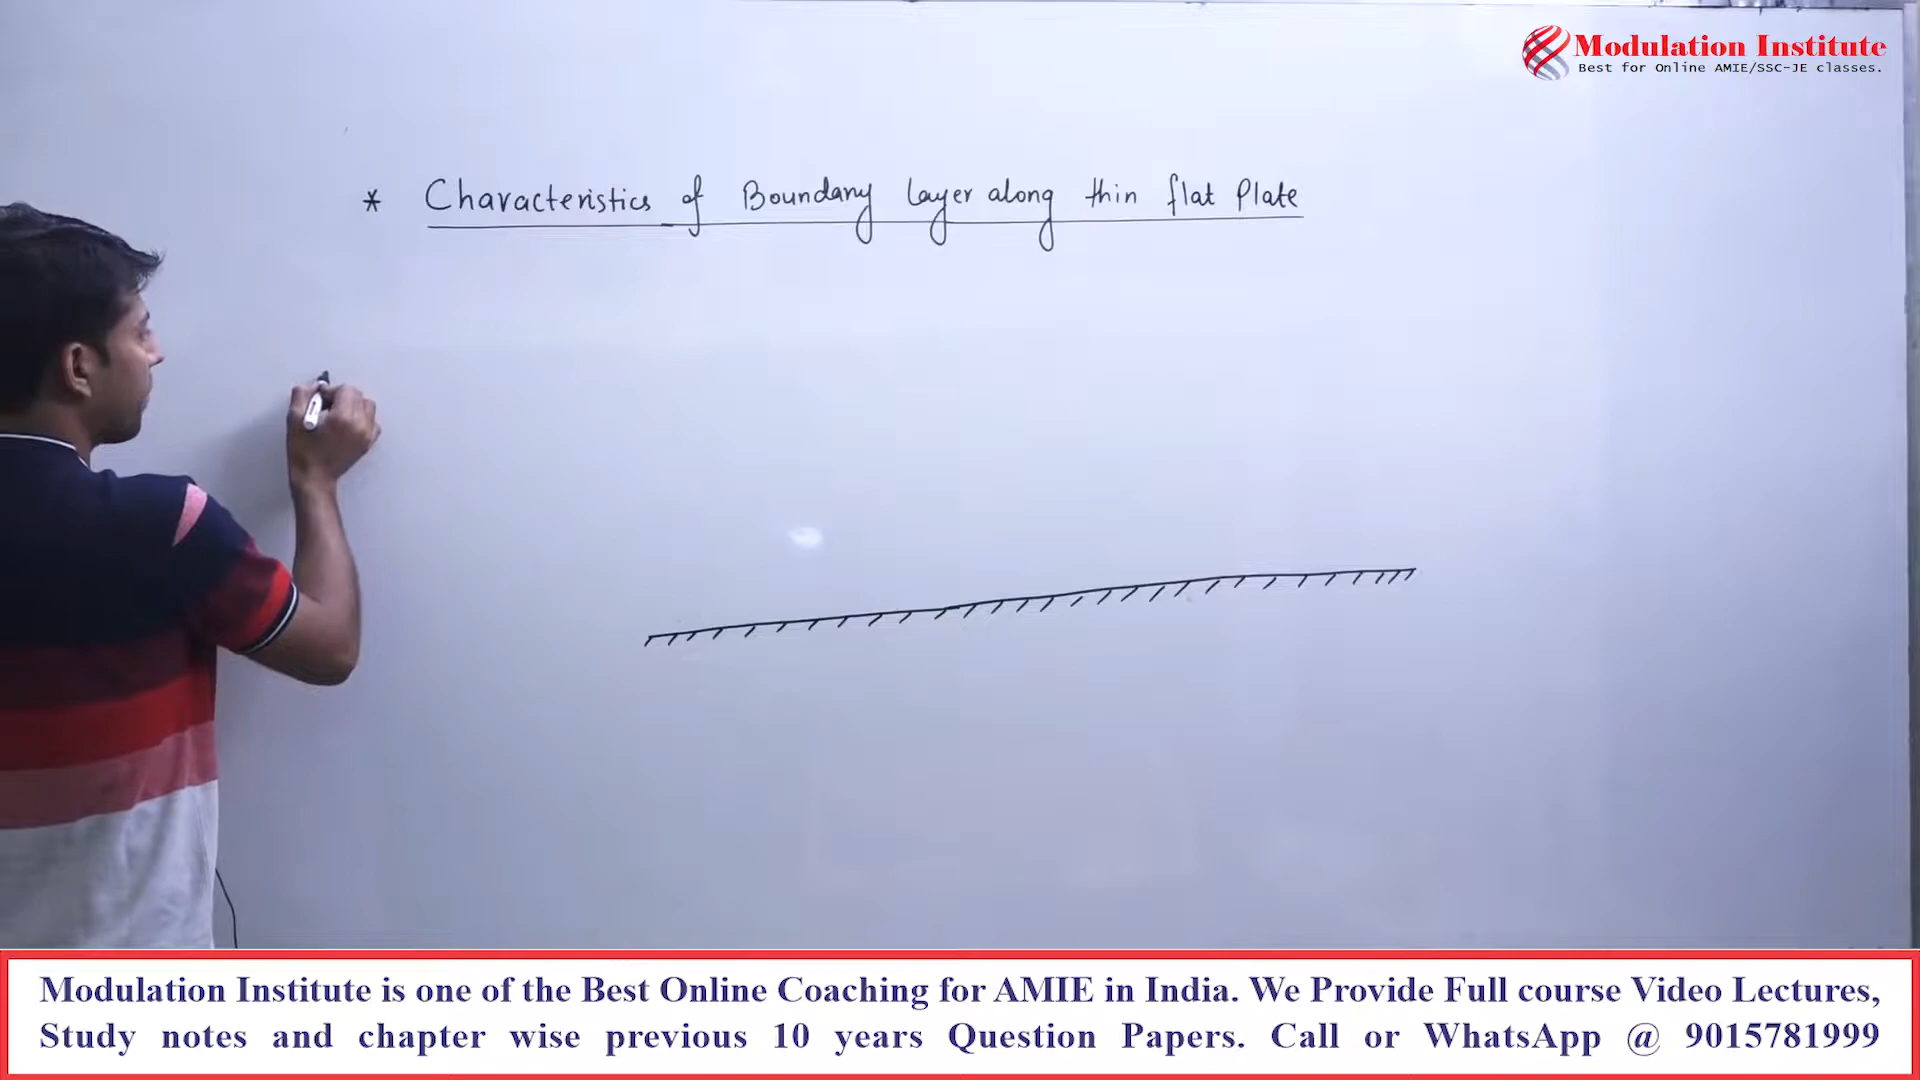 Modulation Institute
Best for Online AMIE/SSC-JE classes.
* Characteristics of Boundary layer along thin flat Plate
Modulation Institute is one of the Best Online Coaching for AMIE in India. We Provide Full course Video Lectures,
Study notes and chapter wise previous 10 years Question Papers. Call or WhatsApp @ 9015781999